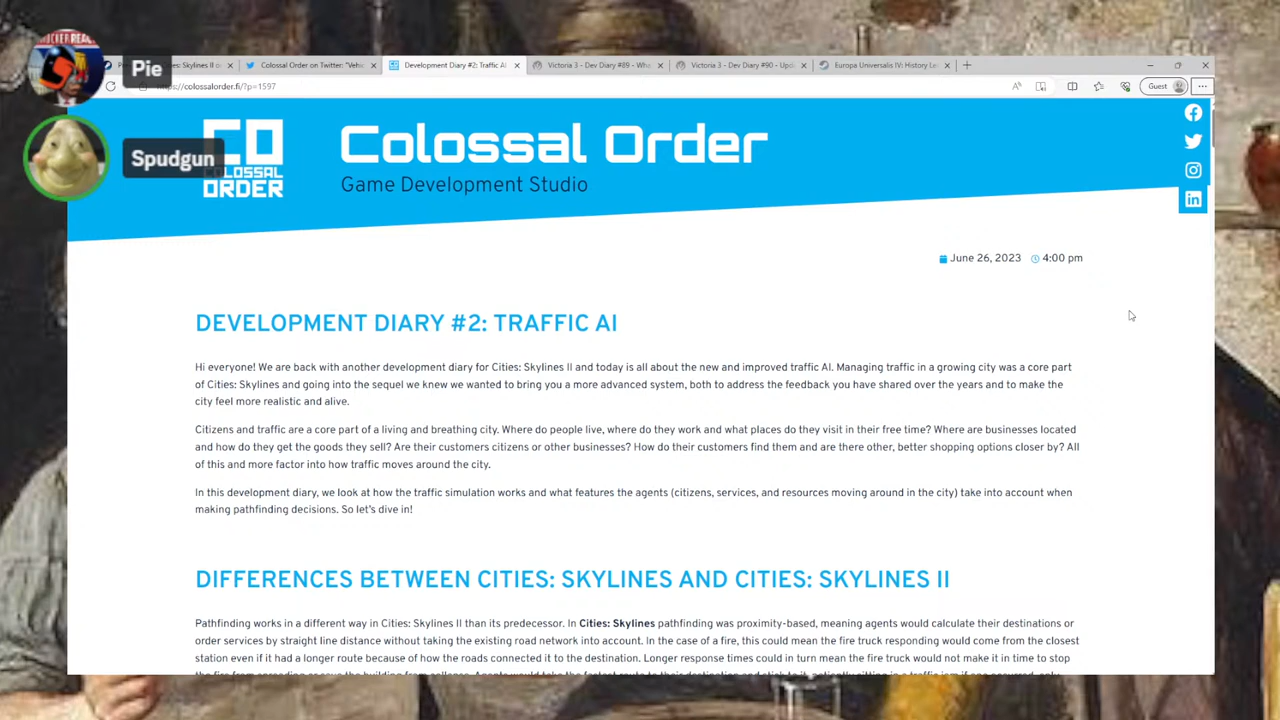 Pie
Spudgun
Cities: Skylines II o
Colossal Order on Twitter: "Vehic
Development Diary #2: Traffic AI
Victoria 3 - Dev Diary #89 - Wha
Victoria 3 - Dev Diary #90 - Upd
Europa Universalis IV: History Le
https://colossalorder.fi/?p=1597
Guest
CO
COLOSSAL
ORDER
Colossal Order
Game Development Studio
June 26, 2023 4:00 pm
DEVELOPMENT DIARY #2: TRAFFIC AI
Hi everyone! We are back with another development diary for Cities: Skylines II and today is all about the new and improved traffic AI. Managing traffic in a growing city was a core part
of Cities: Skylines and going into the sequel we knew we wanted to bring you a more advanced system, both to address the feedback you have shared over the years and to make the
city feel more realistic and alive.
Citizens and traffic are a core part of a living and breathing city. Where do people live, where do they work and what places do they visit in their free time? Where are businesses located
and how do they get the goods they sell? Are their customers citizens or other businesses? How do their customers find them and are there other, better shopping options closer by? All
of this and more factor into how traffic moves around the city.
In this development diary, we look at how the traffic simulation works and what features the agents (citizens, services, and resources moving around in the city) take into account when
making pathfinding decisions. So let's dive in!
DIFFERENCES BETWEEN CITIES: SKYLINES AND CITIES: SKYLINES II
Pathfinding works in a different way in Cities: Skylines II than its predecessor. In Cities: Skylines pathfinding was proximity-based, meaning agents would calculate their destinations or
order services by straight line distance without taking the existing road network into account. In the case of a fire, this could mean the fire truck responding would come from the closest
station even if it had a longer route because of how the roads connected it to the destination. Longer response times could in turn mean the fire truck would not make it in time to stop